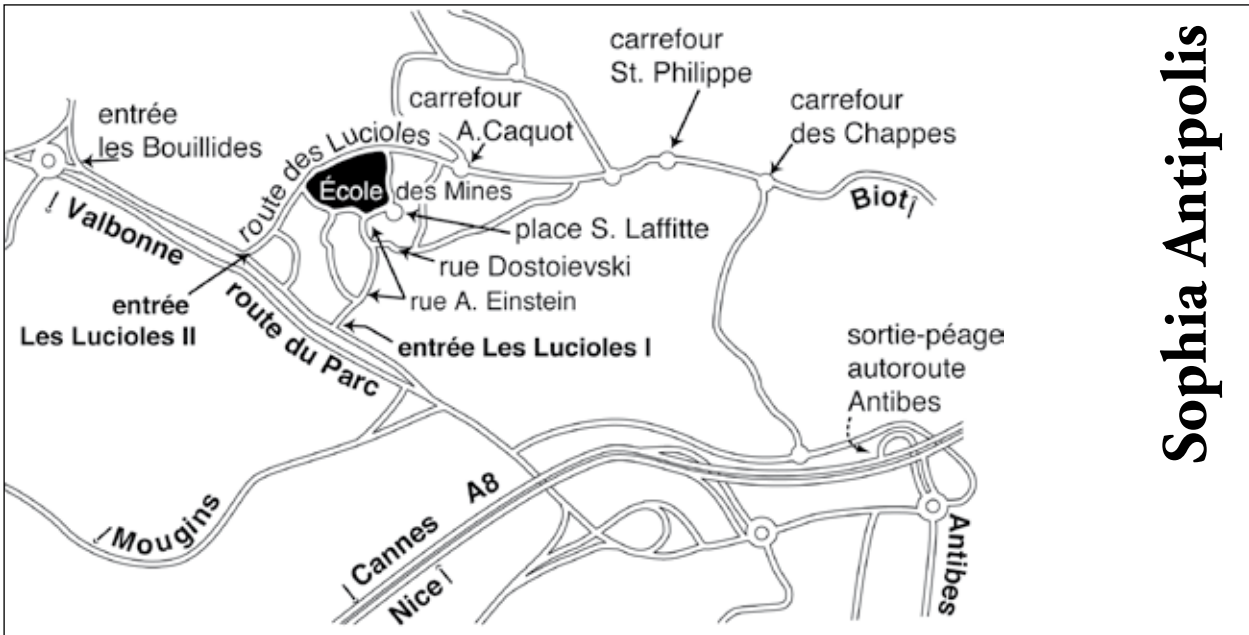 carrefour
St. Philippe
carrefour
des Chappes
carrefour
A.Caquot
entrée
les Bouillides
route des Lucioles
École des Mines
Biot
Valbonne
place S. Laffitte
rue Dostoievski
rue A. Einstein
entrée
Les Lucioles II
route du Parc
entrée Les Lucioles I
sortie-péage
autoroute
Antibes
A8
Mougins
Cannes
Nice
Antibes
Sophia Antipolis